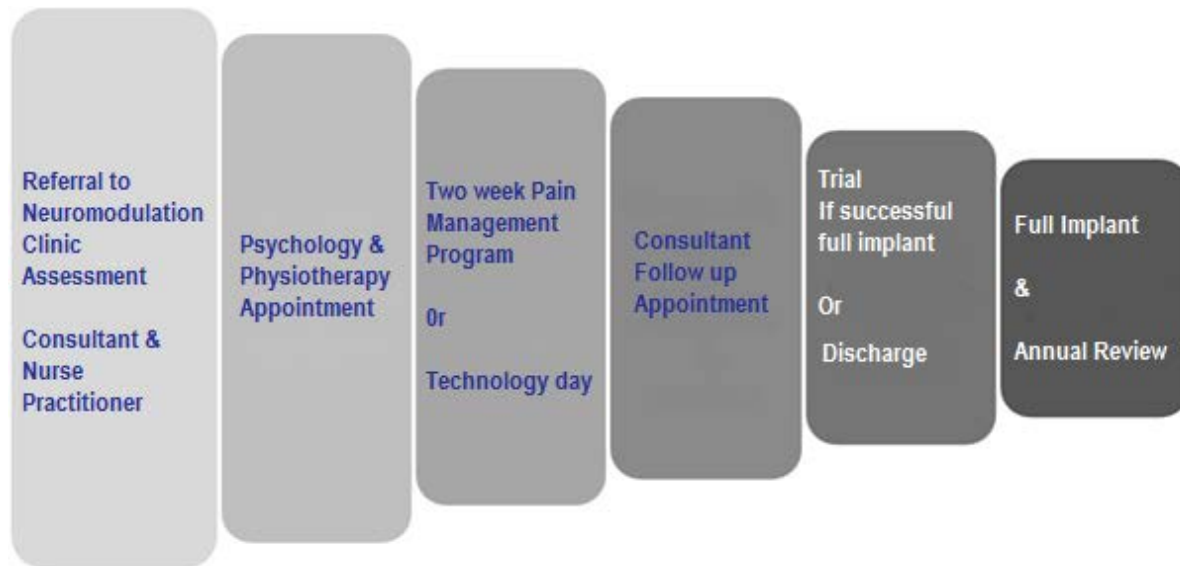 Referral to
Neuromodulation
Clinic
Assessment
Consultant &
Nurse
Practitioner
Psychology &
Physiotherapy
Appointment
Two week Pain
Management
Program
0r
Technology day
Consultant
Follow up
Appointment
Trial
If successful
full implant
Or
Discharge
Full Implant
&
Annual Review